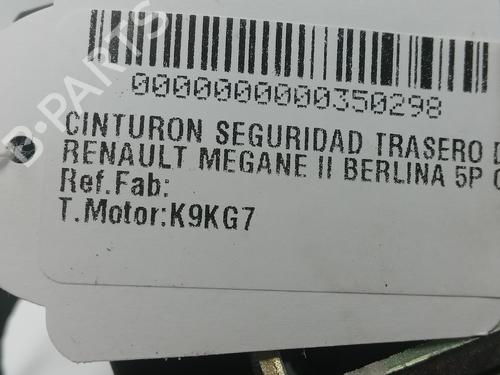 0000000000350298
CINTURON SEGURIDAD TRASERO D
RENAULT MEGANE II BERLINA 5P
Ref.Fab:
T.Motor:K9KG7
B-PARTS